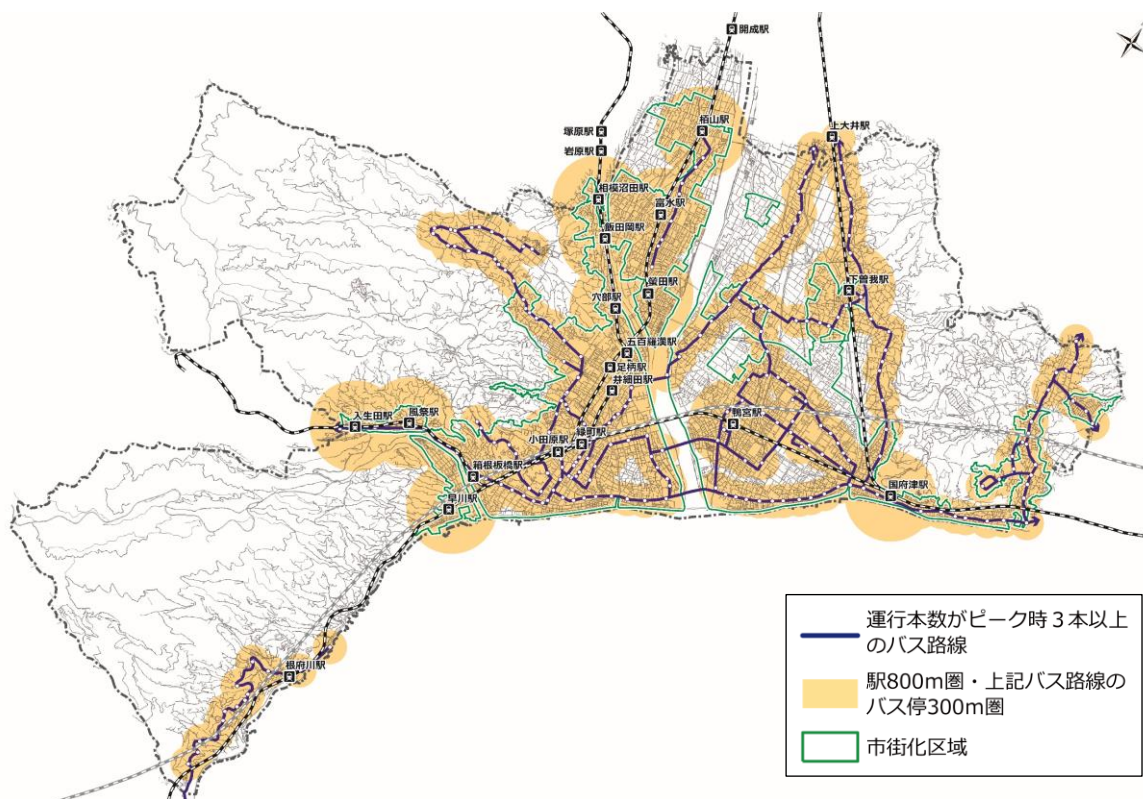 開成駅
栢山駅
上大井駅
塚原駅
岩原駅
相模沼田駅
富水駅
飯田岡駅
下曽我駅
螢田駅
穴部駅
五百羅漢駅
足柄駅
井細田駅
入生田駅
風祭駅
鴨宮駅
緑町駅
小田原駅
箱根板橋駅
国府津駅
早川駅
根府川駅
運行本数がピーク時3本以上
のバス路線
駅800m圏・上記バス路線の
バス停300m圏
市街化区域